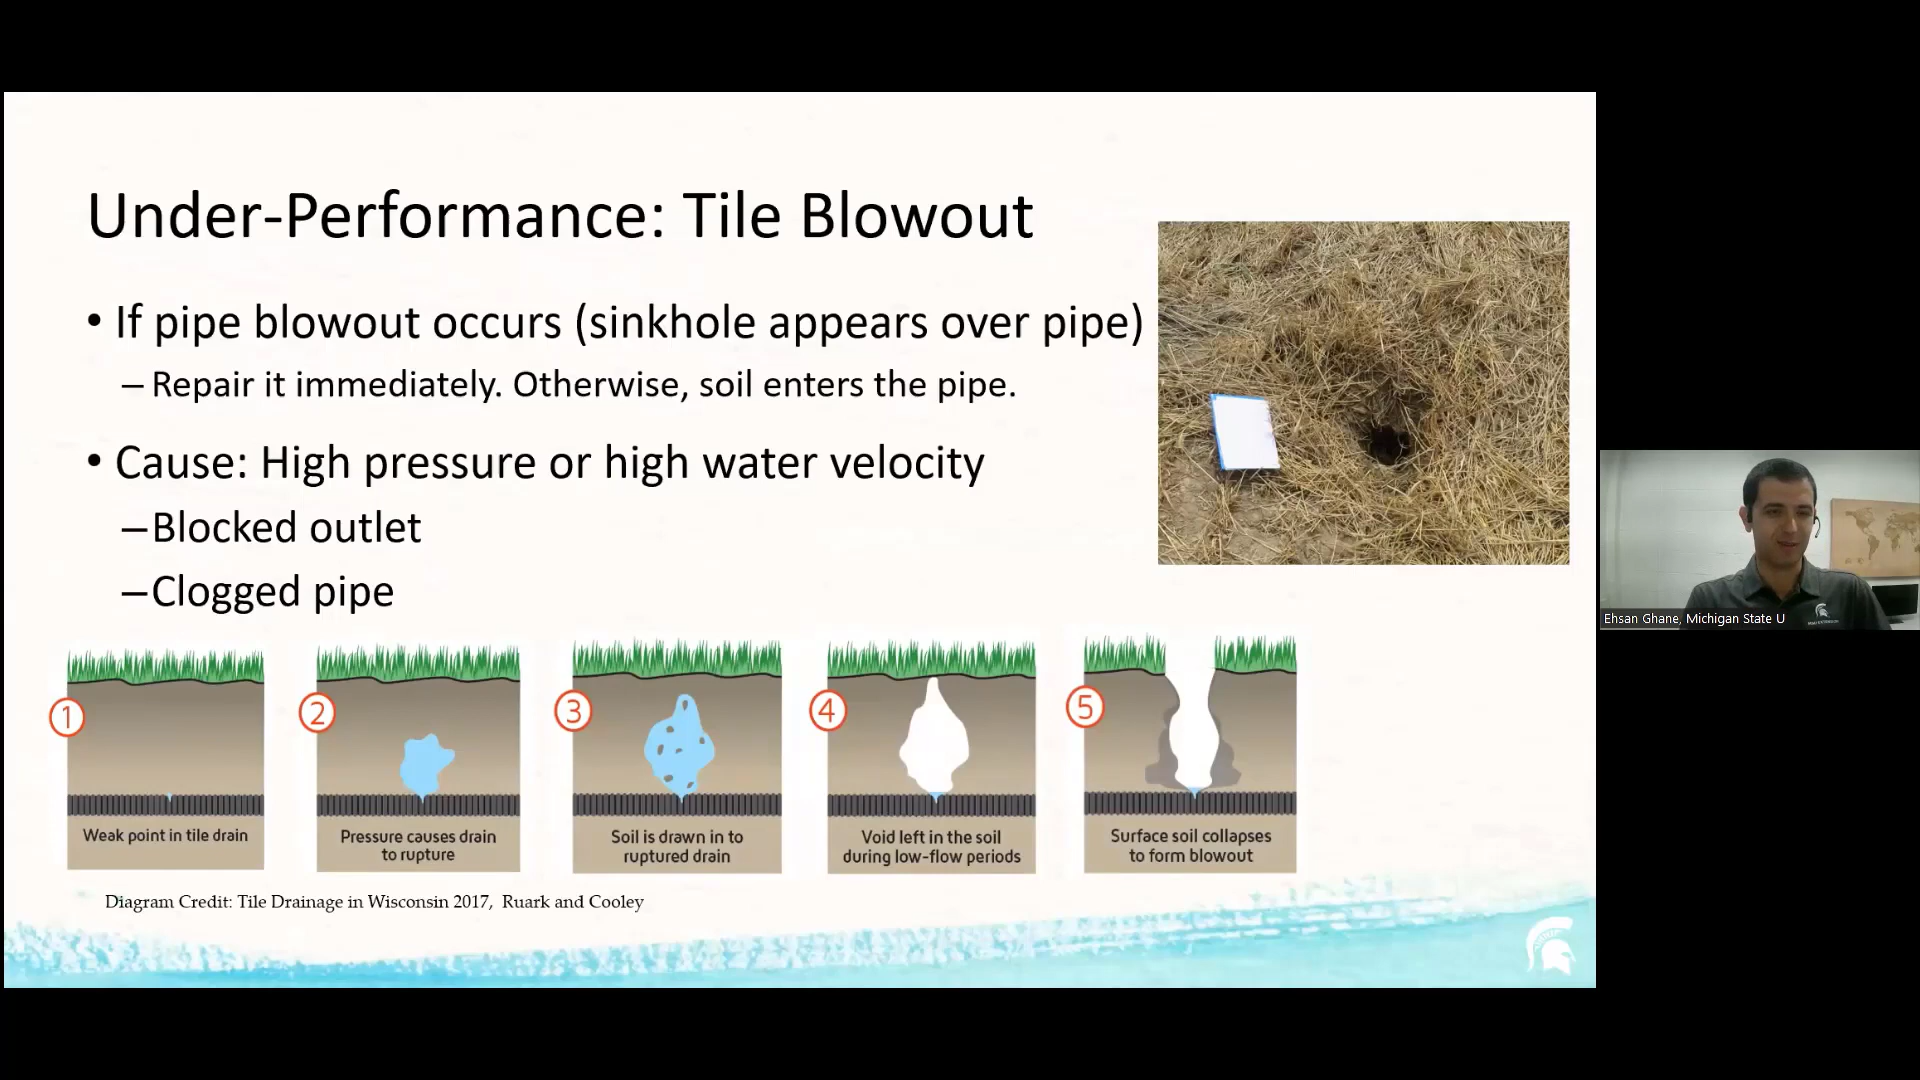 Under-Performance: Tile Blowout
• If pipe blowout occurs (sinkhole appears over pipe)
– Repair it immediately. Otherwise, soil enters the pipe.
• Cause: High pressure or high water velocity
–Blocked outlet
–Clogged pipe
1
Weak point in tile drain
2
Pressure causes drain
to rupture
3
Soil is drawn in to
ruptured drain
4
Void left in the soil
during low-flow periods
5
Surface soil collapses
to form blowout
Diagram Credit: Tile Drainage in Wisconsin 2017, Ruark and Cooley
Ehsan Ghane, Michigan State U